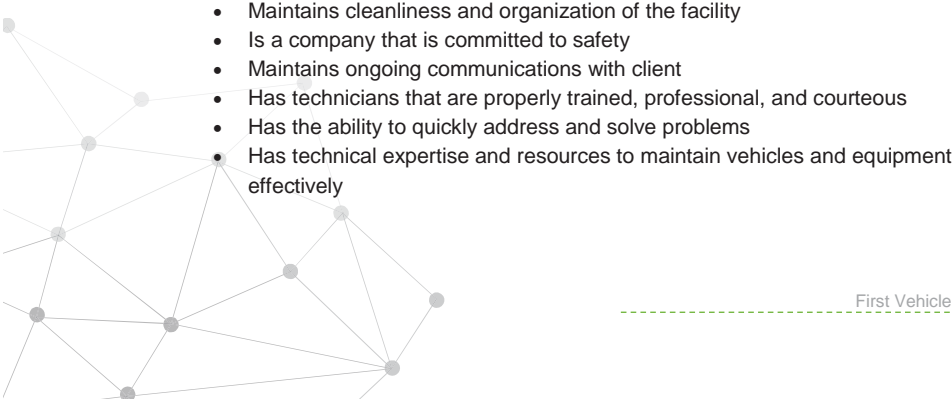 • Maintains cleanliness and organization of the facility
• Is a company that is committed to safety
• Maintains ongoing communications with client
• Has technicians that are properly trained, professional, and courteous
• Has the ability to quickly address and solve problems
• Has technical expertise and resources to maintain vehicles and equipment
effectively
First Vehicle